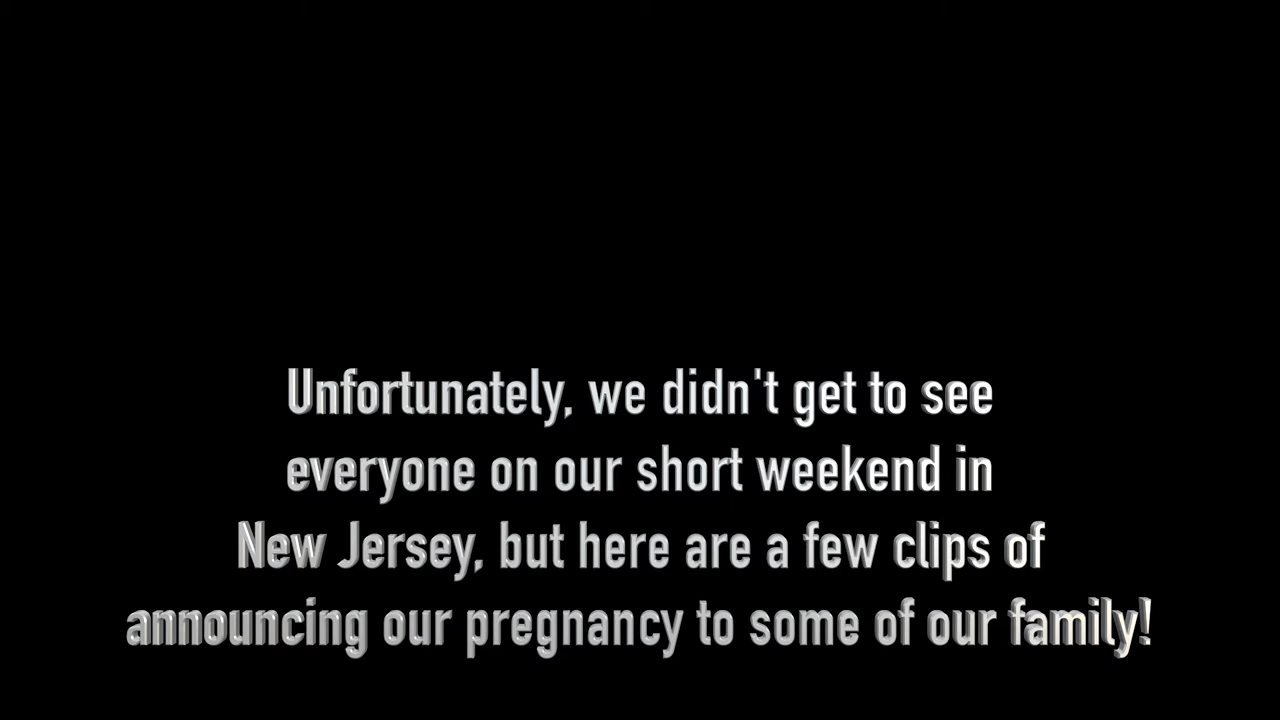 Unfortunately, we didn't get to see
everyone on our short weekend in
New Jersey, but here are a few clips of
announcing our pregnancy to some of our family!